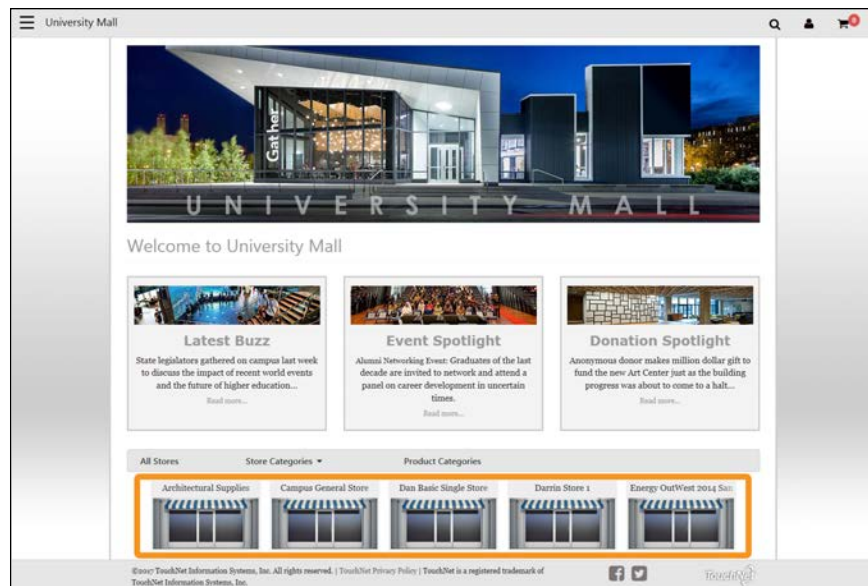 University Mall
0
Gather
UNIVERSITY MALL
Welcome to University Mall
Latest Buzz
State legislators gathered on campus last week
to discuss the impact of recent world events
and the future of higher education...
Read more...
Event Spotlight
Alumni Networking Event: Graduates of the last
decade are invited to network and attend a
panel on career development in uncertain
times.
Read more...
Donation Spotlight
Anonymous donor makes million dollar gift to
fund the new Art Center just as the building
progress was about to come to a halt...
Read more...
All Stores Store Categories Product Categories
Architectural Supplies Campus General Store Dan Basic Single Store Darrin Store 1 Energy OutWest 2014 San
©2017 TouchNet Information Systems, Inc. All rights reserved. | TouchNet Privacy Policy | TouchNet is a registered trademark of
TouchNet Information Systems, Inc.
TouchNet